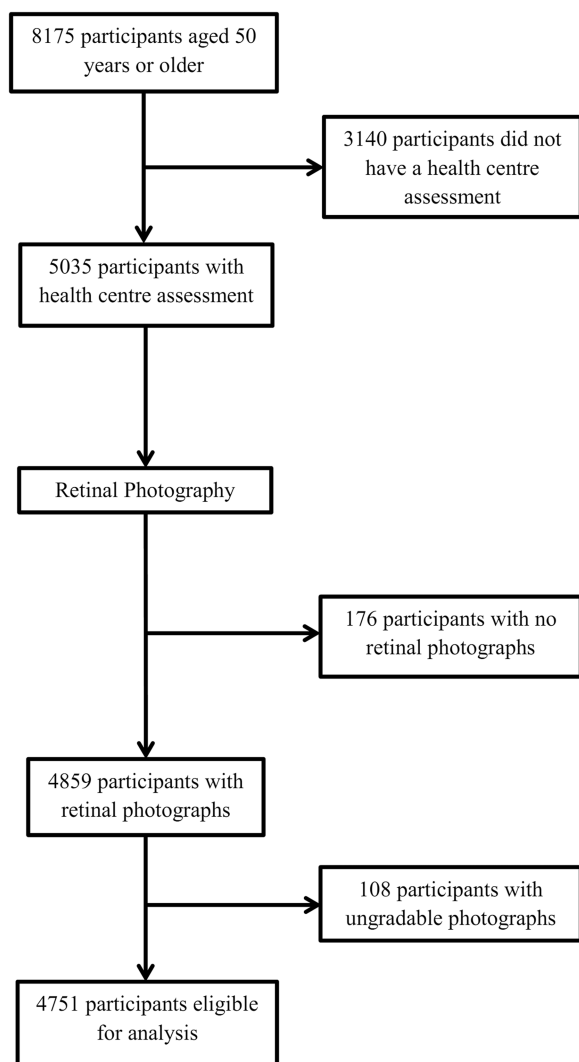 8175 participants aged 50
years or older
3140 participants did not
have a health centre
assessment
5035 participants with
health centre assessment
Retinal Photography
176 participants with no
retinal photographs
4859 participants with
retinal photographs
108 participants with
ungradable photographs
4751 participants eligible
for analysis